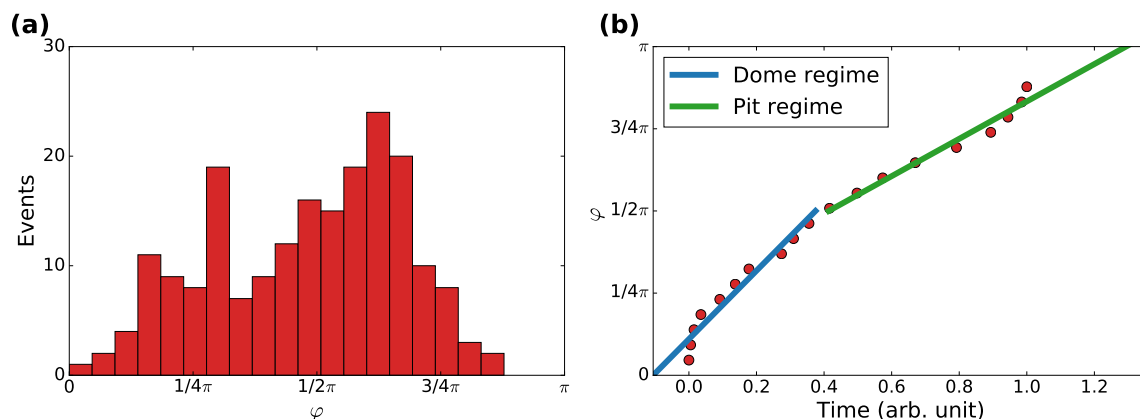 (a)
30
20
10
0
Events
0
1/4π
1/2π
3/4π
π
φ
(b)
π
3/4π
1/2π
1/4π
0
φ
Dome regime
Pit regime
0.0
0.2
0.4
0.6
0.8
1.0
1.2
Time (arb. unit)